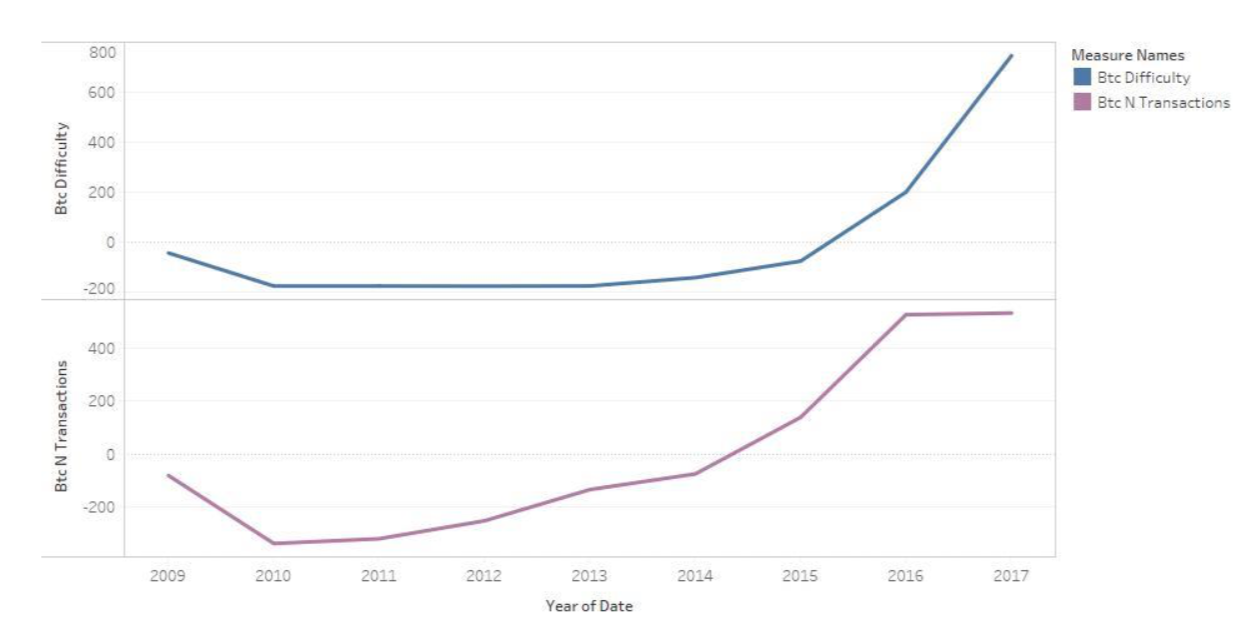 800
600
400
200
0
-200
Btc Difficulty
400
200
0
-200
Btc N Transactions
2009 2010 2011 2012 2013 2014 2015 2016 2017
Year of Date
Measure Names
Btc Difficulty
Btc N Transactions